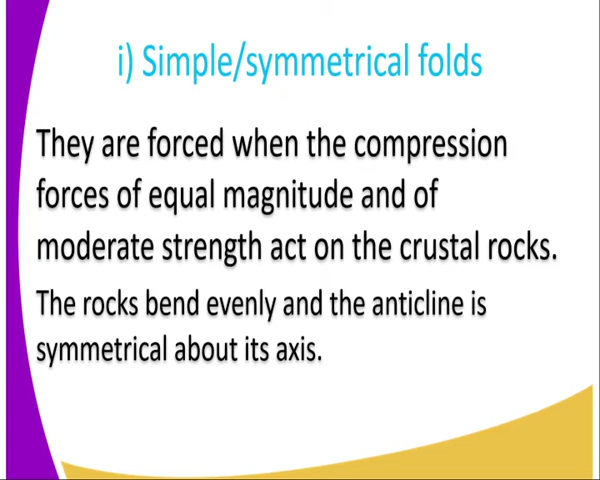 i) Simple/symmetrical folds
They are forced when the compression
forces of equal magnitude and of
moderate strength act on the crustal rocks.
The rocks bend evenly and the anticline is
symmetrical about its axis.